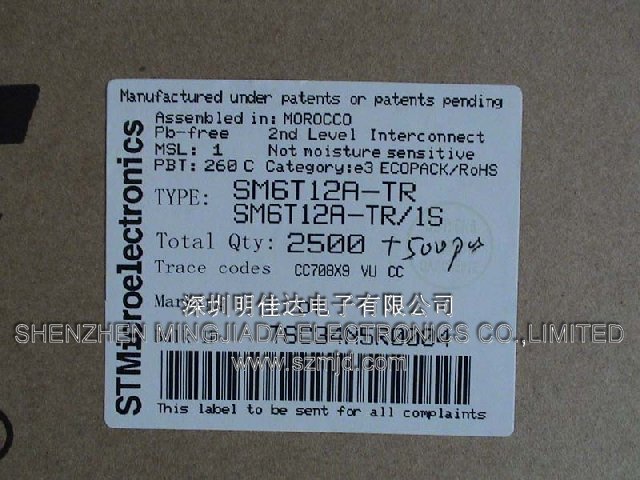 Manufactured under patents or patents pending
STMicroelectronics
Assembled in: MOROCCO
Pb-free 2nd Level Interconnect
MSL: 1 Not moisture sensitive
PBT: 260 C Category:e3 ECOPACK/RoHS
TYPE: SM6T12A-TR
SM6T12A-TR/1S
Total Qty: 2500 +500pcs
Trace codes CC708X9 VU CC
深圳明佳达电子有限公司
SHENZHEN MINGJIADA ELECTRONICS CO.,LIMITED
www.szmjd.com
This label to be sent for all complaints